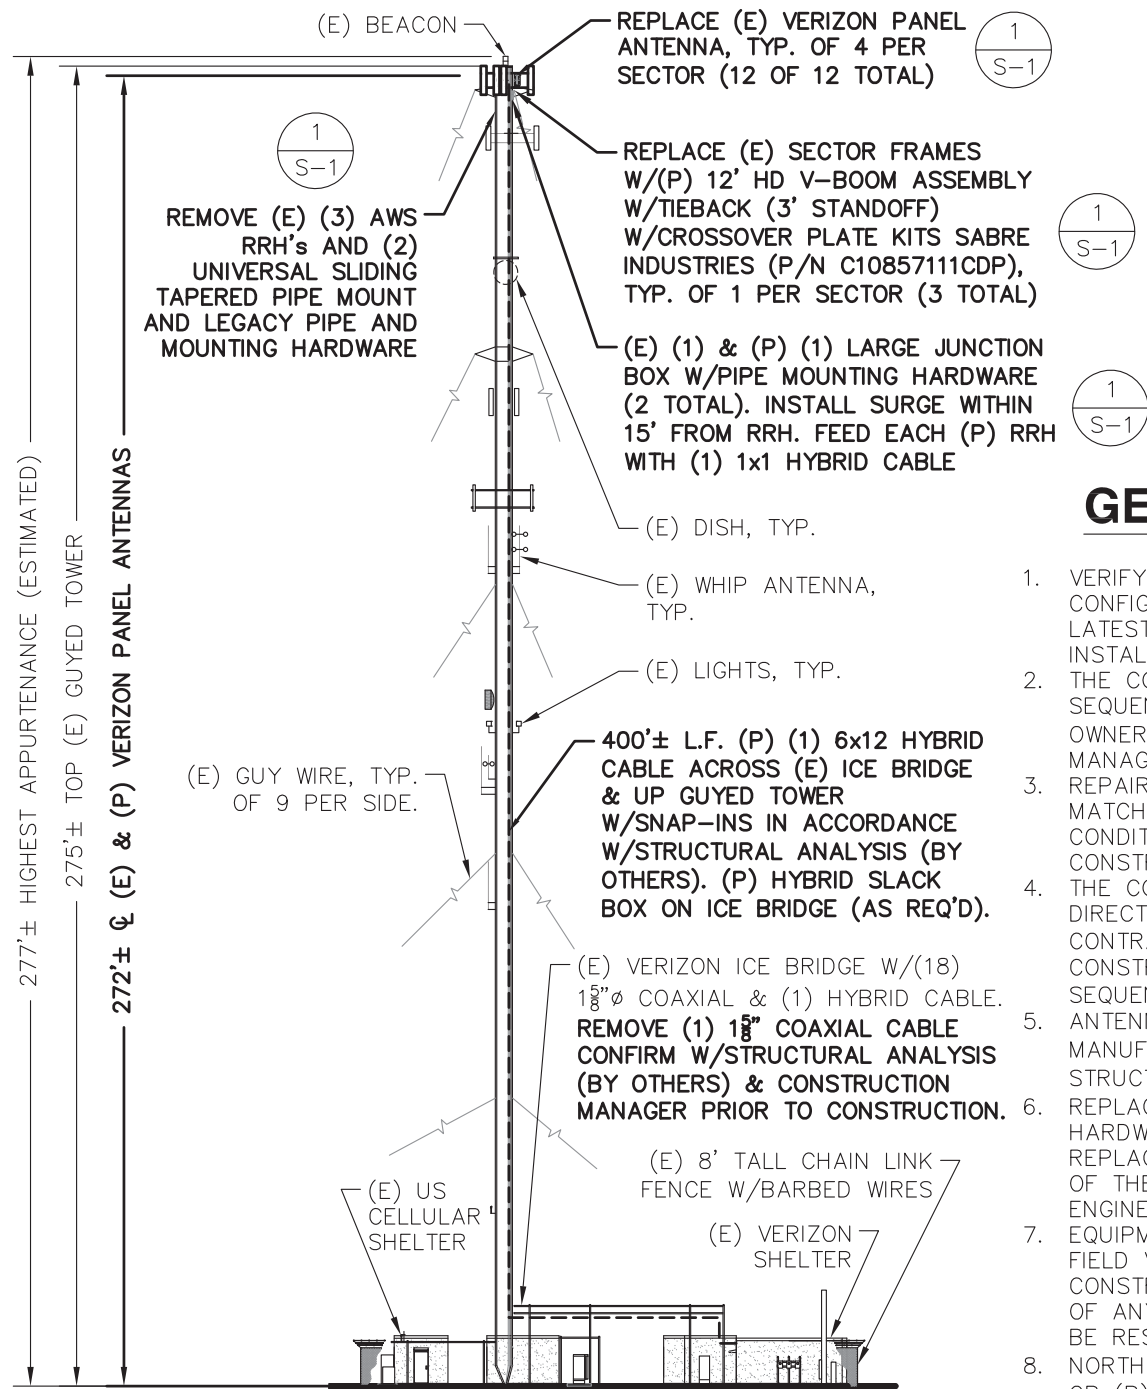 (E) BEACON
REPLACE (E) VERIZON PANEL
ANTENNA, TYP. OF 4 PER
SECTOR (12 OF 12 TOTAL)
1
S-1
1
S-1
REPLACE (E) SECTOR FRAMES
W/(P) 12' HD V-BOOM ASSEMBLY
W/TIEBACK (3' STANDOFF)
W/CROSSOVER PLATE KITS SABRE
INDUSTRIES (P/N C10857111CDP),
TYP. OF 1 PER SECTOR (3 TOTAL)
1
S-1
REMOVE (E) (3) AWS
RRH's AND (2)
UNIVERSAL SLIDING
TAPERED PIPE MOUNT
AND LEGACY PIPE AND
MOUNTING HARDWARE
(E) (1) & (P) (1) LARGE JUNCTION
BOX W/PIPE MOUNTING HARDWARE
(2 TOTAL). INSTALL SURGE WITHIN
15' FROM RRH. FEED EACH (P) RRH
WITH (1) 1x1 HYBRID CABLE
1
S-1
277'± HIGHEST APPURTENANCE (ESTIMATED)
275'± TOP (E) GUYED TOWER
272'± ℄ (E) & (P) VERIZON PANEL ANTENNAS
(E) DISH, TYP.
(E) WHIP ANTENNA,
TYP.
(E) LIGHTS, TYP.
(E) GUY WIRE, TYP.
OF 9 PER SIDE.
400'± L.F. (P) (1) 6x12 HYBRID
CABLE ACROSS (E) ICE BRIDGE
& UP GUYED TOWER
W/SNAP-INS IN ACCORDANCE
W/STRUCTURAL ANALYSIS (BY
OTHERS). (P) HYBRID SLACK
BOX ON ICE BRIDGE (AS REQ'D).
(E) VERIZON ICE BRIDGE W/(18)
1⅝"ø COAXIAL & (1) HYBRID CABLE.
REMOVE (1) 1⅝" COAXIAL CABLE
CONFIRM W/STRUCTURAL ANALYSIS
(BY OTHERS) & CONSTRUCTION
MANAGER PRIOR TO CONSTRUCTION.
(E) US
CELLULAR
SHELTER
(E) 8' TALL CHAIN LINK
FENCE W/BARBED WIRES
(E) VERIZON
SHELTER
GE
1. VERIFY
CONFIG
LATEST
INSTAL
2. THE CO
SEQUEN
OWNER
MANAG
3. REPAIR
MATCH
CONDIT
CONSTR
4. THE CO
DIRECT
CONTRA
CONSTR
SEQUEN
5. ANTENN
MANUF
STRUCT
6. REPLAC
HARDW
REPLAC
OF THE
ENGINE
7. EQUIPM
FIELD
CONSTR
OF AN
BE RES
8. NORTH